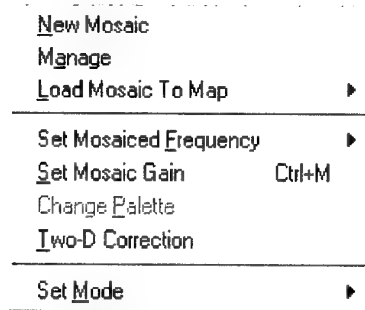 New Mosaic
Manage
Load Mosaic To Map
Set Mosaiced Frequency
Set Mosaic Gain Ctrl+M
Change Palette
Two-D Correction
Set Mode